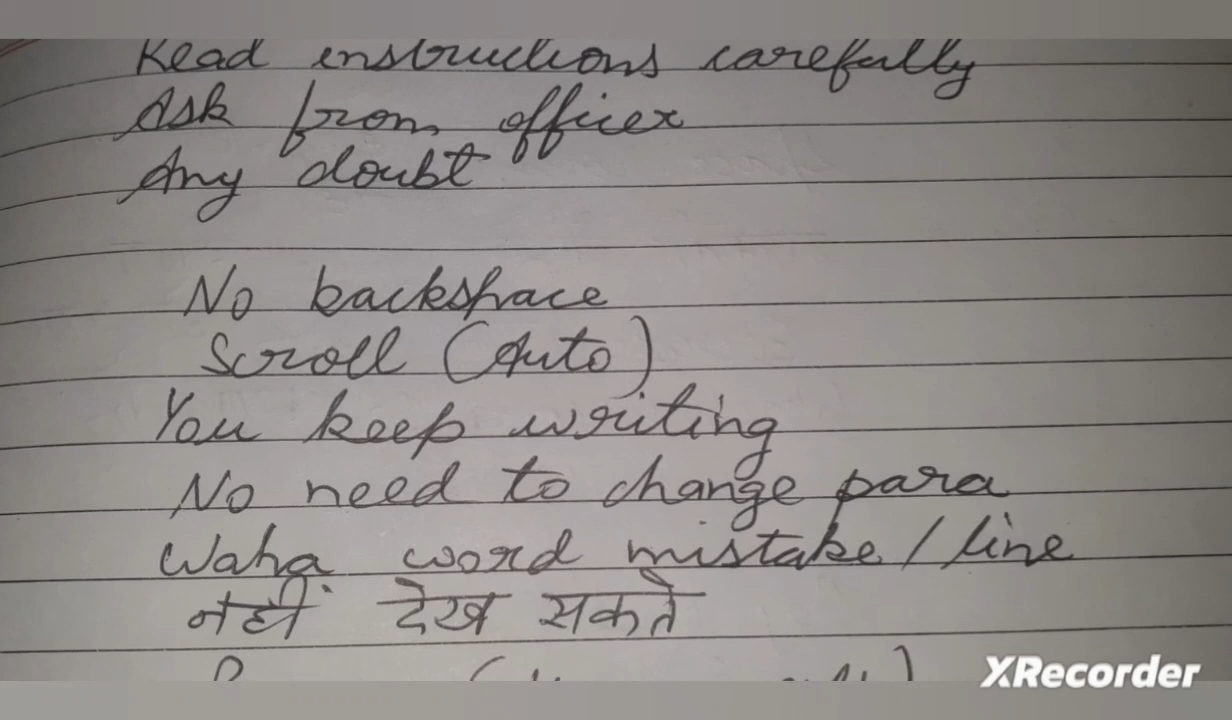 Read instructions carefully
Ask from officer
Any doubt
No backspace
Scroll (Auto)
You keep writing
No need to change para
Waha word mistake / line
नहीं देख सकते
XRecorder